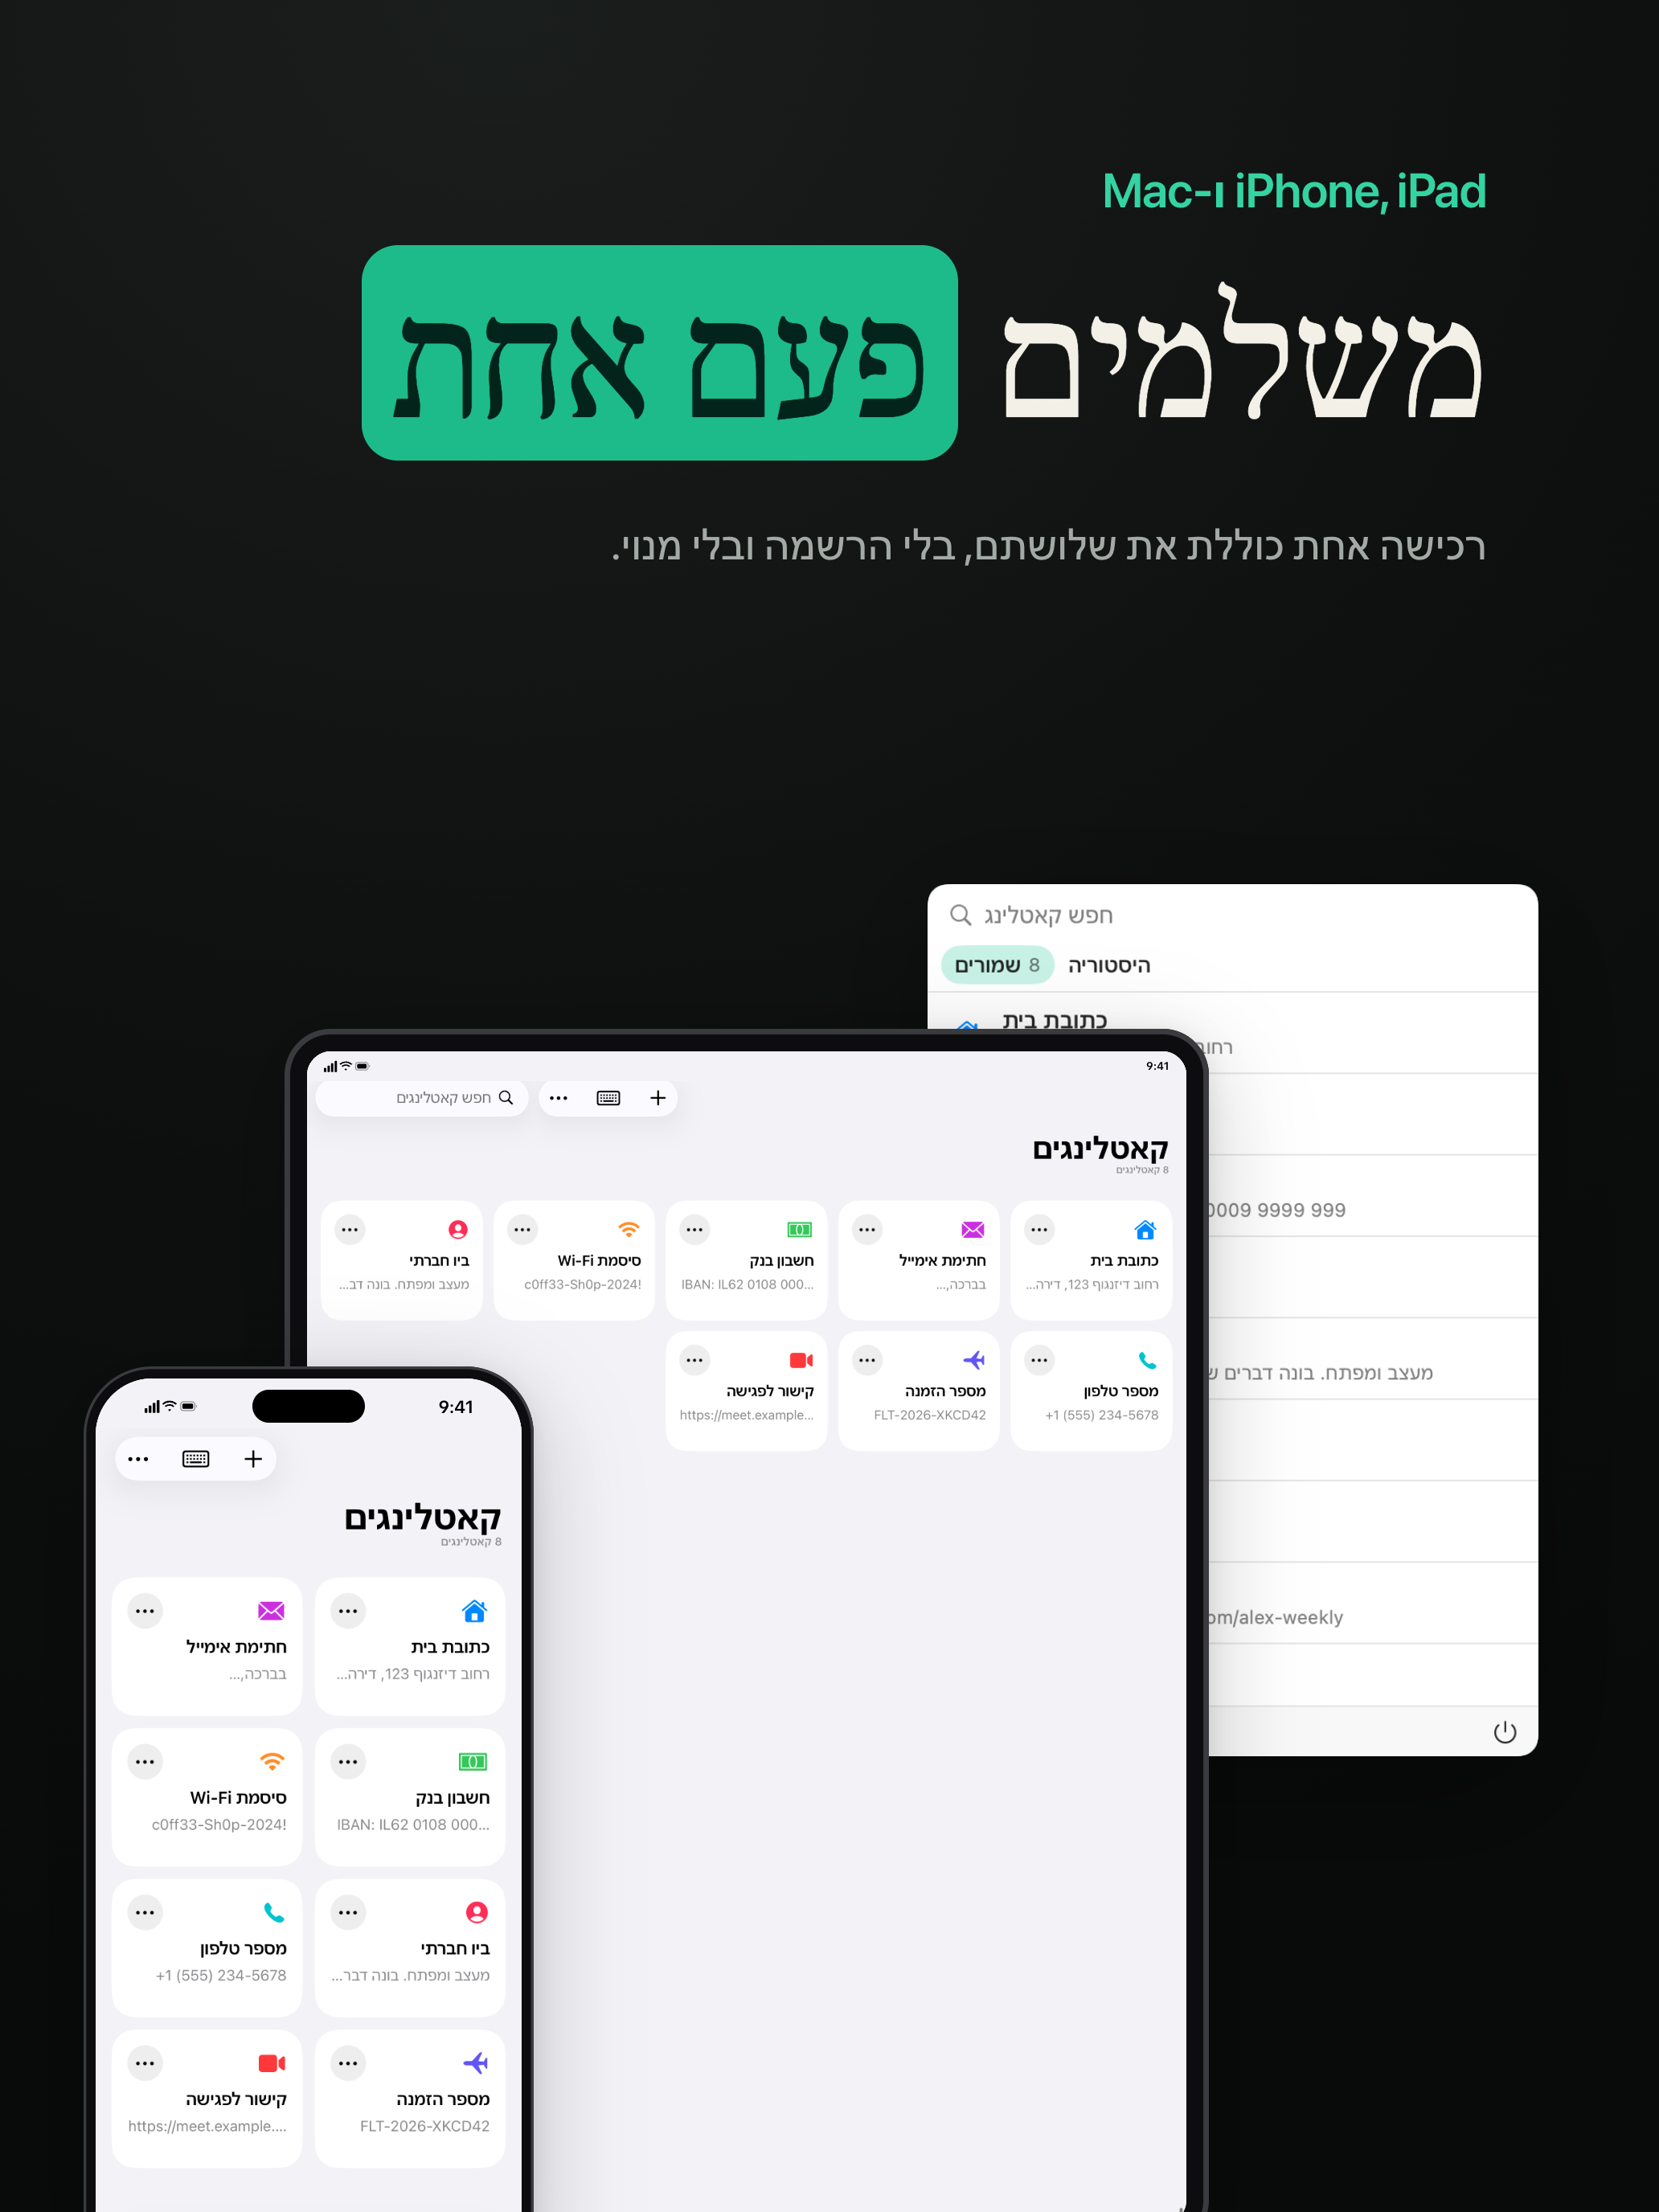 iPhone, iPad ו-Mac
משלמים פעם אחת
רכישה אחת כוללת את שלושתם, בלי הרשמה ובלי מנוי.
חפש קאטלינג
שמורים 8 היסטוריה
כתובת בית
רחוב
0009 9999 999
מעצב ומפתח. בונה דברים ש
om/alex-weekly
9:41
חפש קאטלינגים
קאטלינגים
8 קאטלינגים
כתובת בית
רחוב דיזנגוף 123, דירה...
חתימת אימייל
בברכה,...
חשבון בנק
IBAN: IL62 0108 000...
סיסמת Wi-Fi
c0ff33-Sh0p-2024!
ביו חברתי
מעצב ומפתח. בונה דב...
מספר טלפון
+1 (555) 234-5678
מספר הזמנה
FLT-2026-XKCD42
קישור לפגישה
https://meet.example...
9:41
קאטלינגים
8 קאטלינגים
כתובת בית
רחוב דיזנגוף 123, דירה...
חתימת אימייל
בברכה,...
חשבון בנק
IBAN: IL62 0108 000...
סיסמת Wi-Fi
c0ff33-Sh0p-2024!
ביו חברתי
מעצב ומפתח. בונה דבר...
מספר טלפון
+1 (555) 234-5678
מספר הזמנה
FLT-2026-XKCD42
קישור לפגישה
https://meet.example....